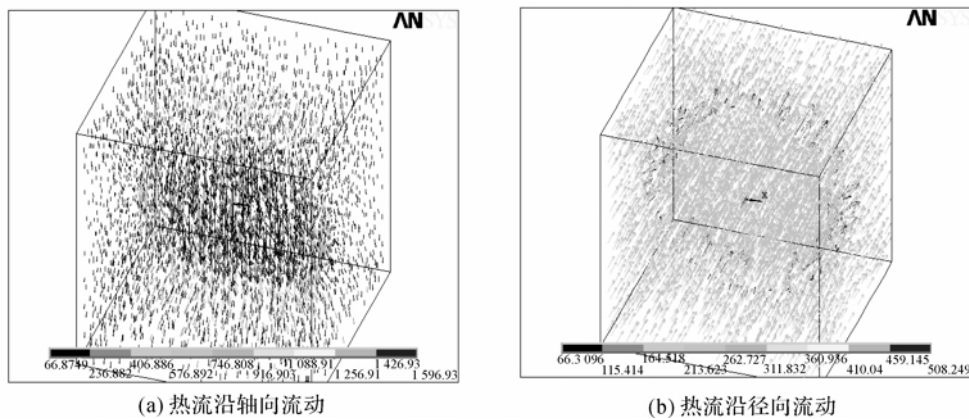 ANSYS
ANSYS
x
66.8749 406.886 746.808 1 088.91 1 426.93
236.882 576.892 916.903 1 256.91 1 596.93
66.3 096 164.518 262.727 360.936 459.145
115.414 213.623 311.832 410.04 508.249
(a) 热流沿轴向流动
(b) 热流沿径向流动